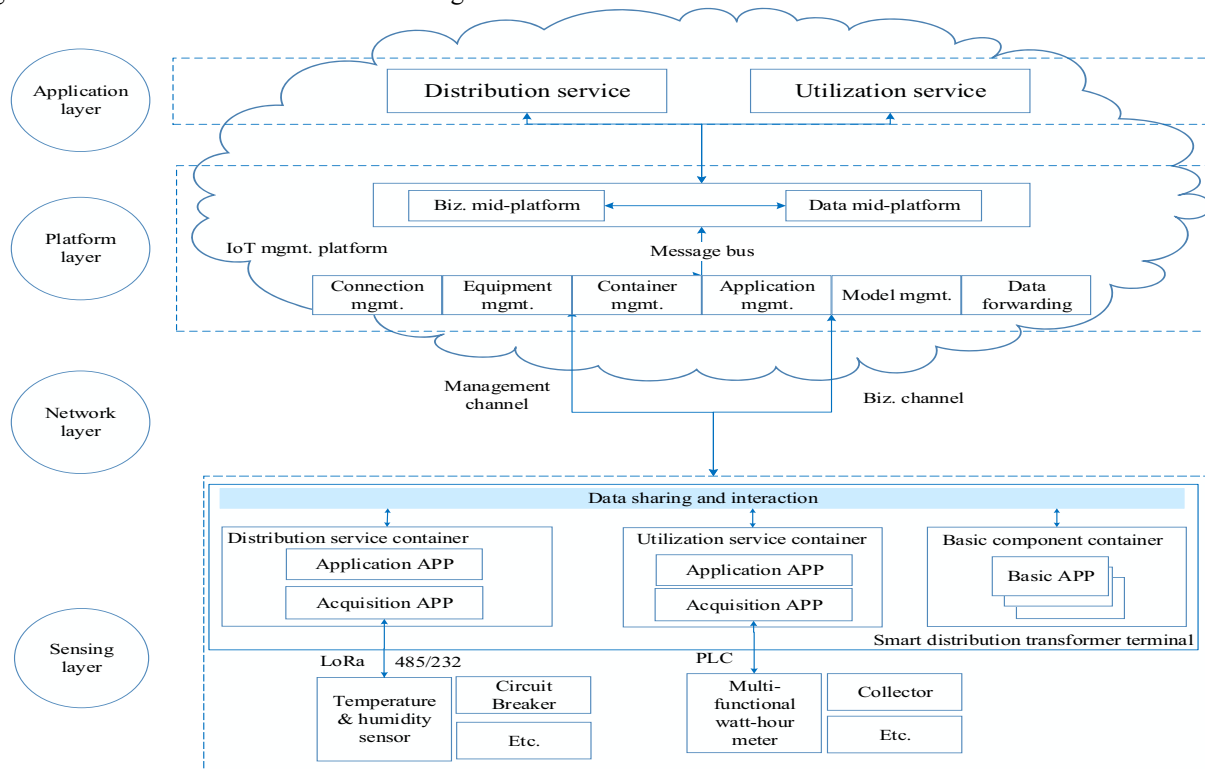 Application
layer
Distribution service
Utilization service
Platform
layer
Biz. mid-platform
Data mid-platform
IoT mgmt. platform
Message bus
Connection
mgmt.
Equipment
mgmt.
Container
mgmt.
Application
mgmt.
Model mgmt.
Data
forwarding
Network
layer
Management
channel
Biz. channel
Sensing
layer
Data sharing and interaction
Distribution service container
Application APP
Acquisition APP
Utilization service container
Application APP
Acquisition APP
Basic component container
Basic APP
Smart distribution transformer terminal
LoRa
485/232
PLC
Temperature
& humidity
sensor
Circuit
Breaker
Etc.
Multi-
functional
watt-hour
meter
Collector
Etc.